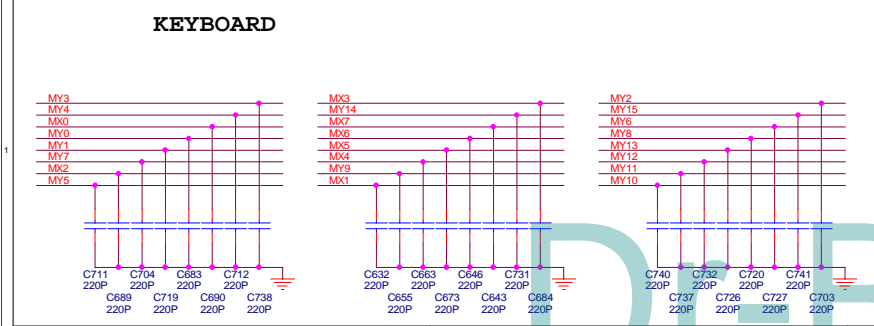 KEYBOARD
MY3
MY4
MX0
MY0
MY1
MY7
MX2
MY5
MX3
MY14
MX7
MX6
MX5
MX4
MY9
MX1
MY2
MY15
MY6
MY8
MY13
MY12
MY11
MY10
1
C711 C704 C683 C712
220P 220P 220P 220P
C689 C719 C690 C738
220P 220P 220P 220P
C632 C663 C646 C731
220P 220P 220P 220P
C655 C673 C643 C684
220P 220P 220P 220P
C740 C732 C720 C741
220P 220P 220P 220P
C737 C726 C727 C703
220P 220P 220P 220P